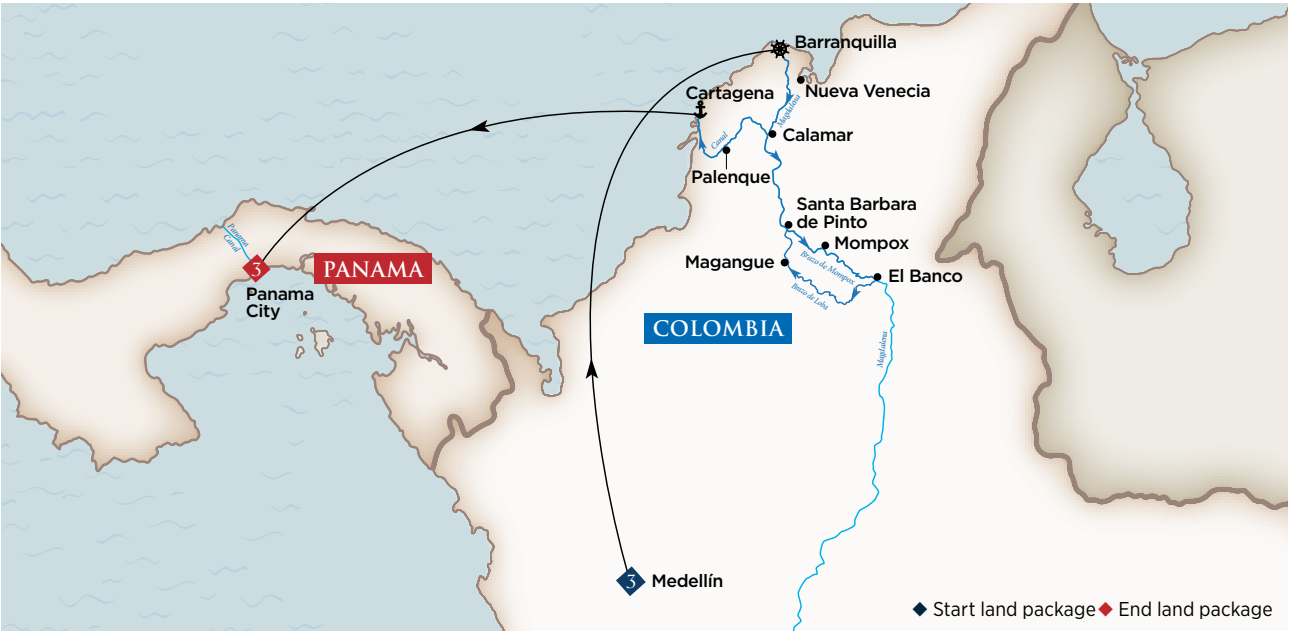 Barranquilla
Nueva Venecia
Cartagena
Magdalena
Canal
Calamar
Palenque
Santa Barbara
de Pinto
Mompox
Magangue
Brazo de Mompox
El Banco
Brazo de Loba
Panama
Canal
3
PANAMA
Panama
City
COLOMBIA
Magdalena
3
Medellín
Start land package
End land package